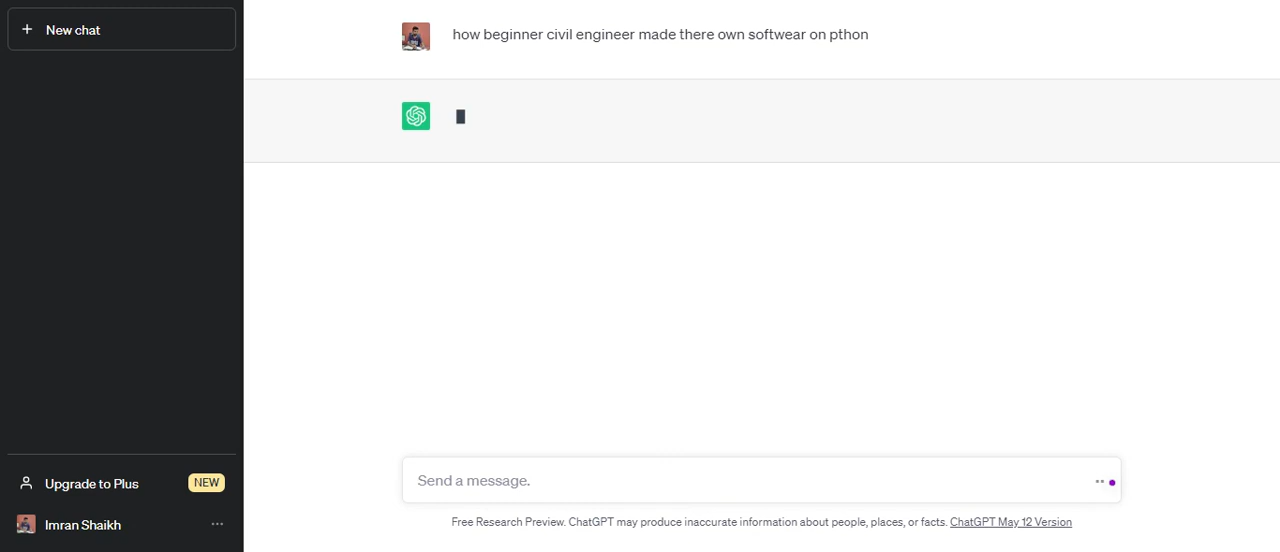 New chat
how beginner civil engineer made there own softwear on pthon
Send a message.
Upgrade to Plus NEW
Imran Shaikh
Free Research Preview. ChatGPT may produce inaccurate information about people, places, or facts. ChatGPT May 12 Version